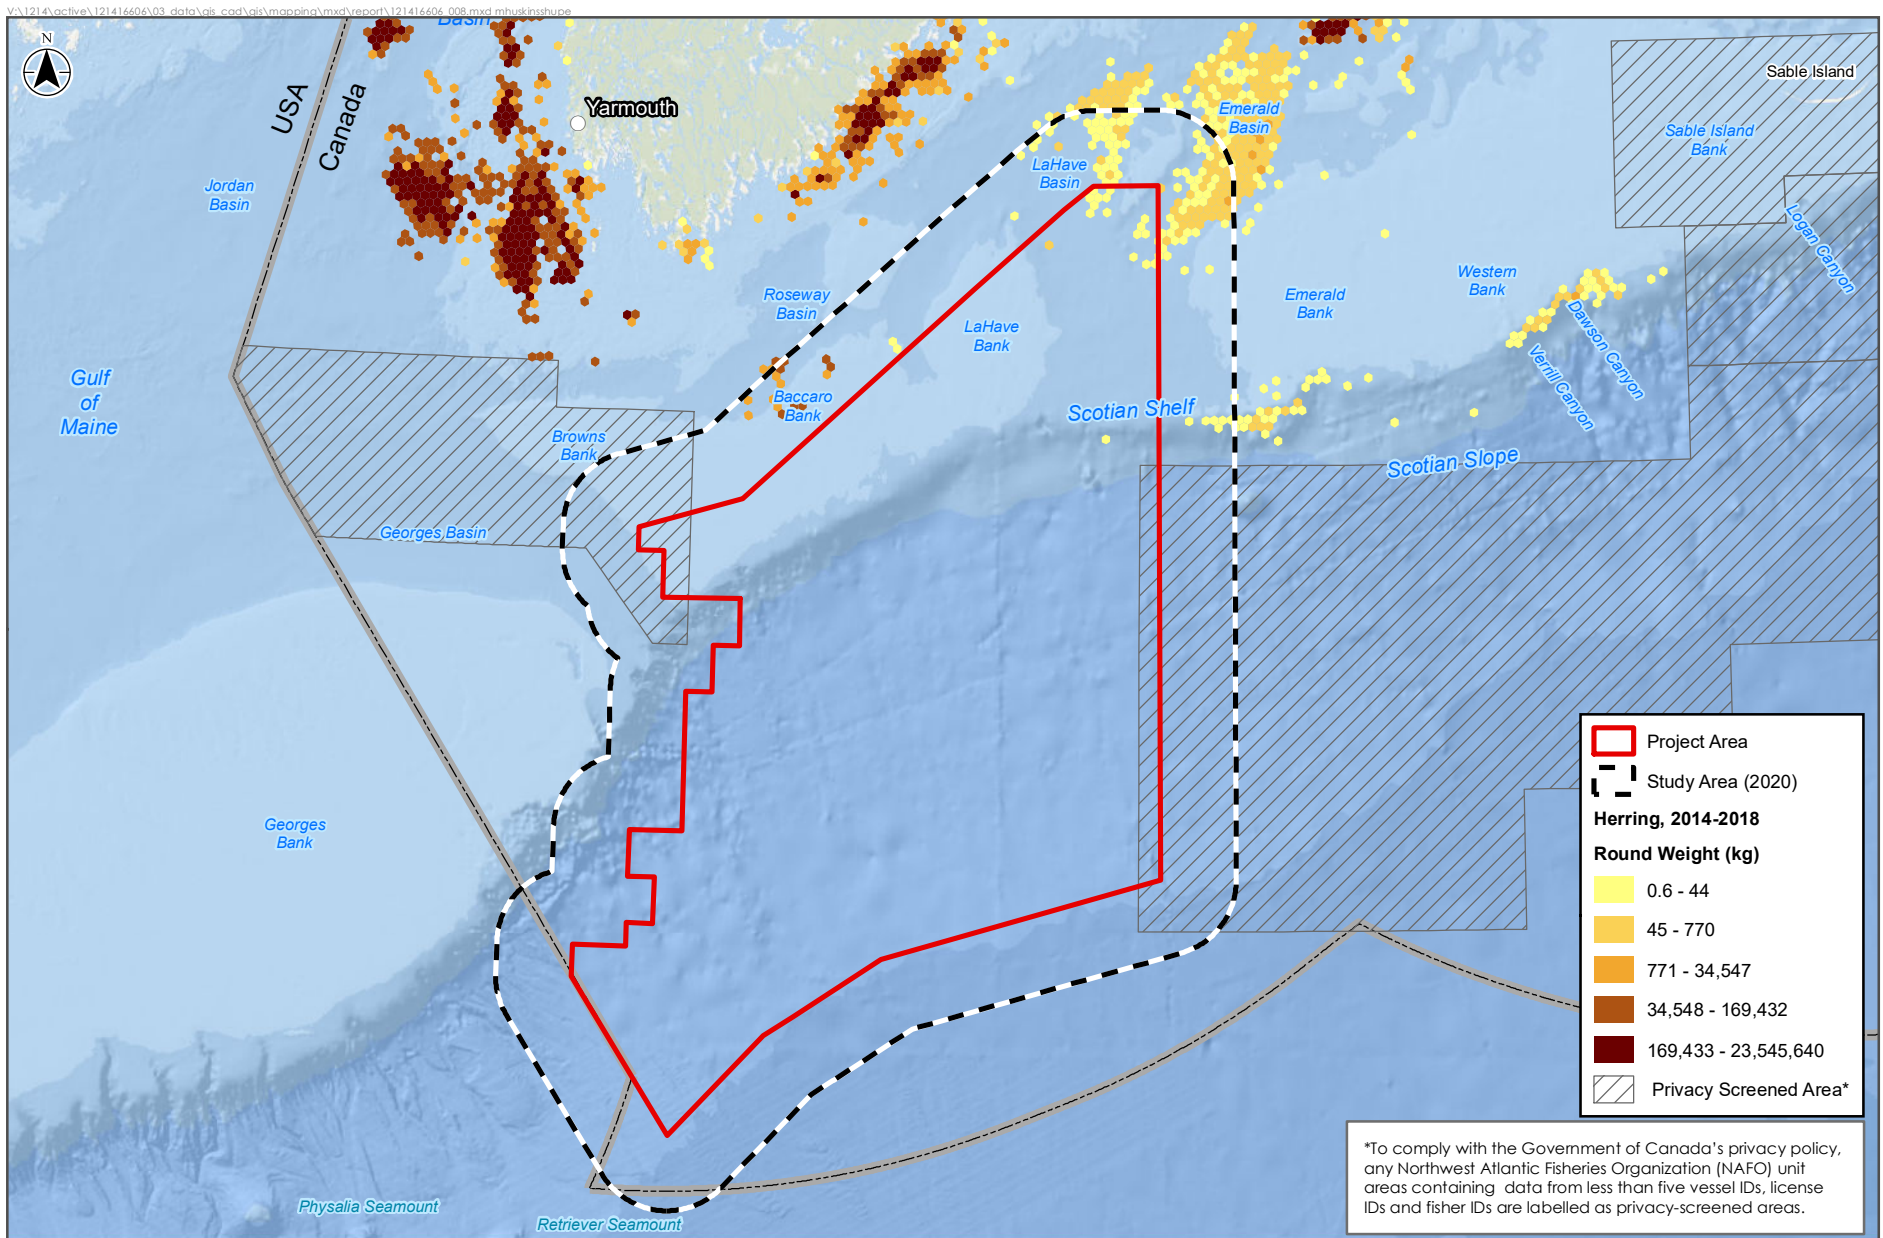 V:\1214\active\121416606\03_data\gis_cad\gis\mapping\mxd\report\121416606_008.mxd mhuskinsshupe
N
Basin
USA
Canada
Yarmouth
Sable Island
Emerald
Basin
Sable Island
Bank
LaHave
Basin
Jordan
Basin
Logan Canyon
Roseway
Basin
Emerald
Bank
Western
Bank
LaHave
Bank
Dawson Canyon
Verrill Canyon
Gulf
of
Maine
Baccaro
Bank
Scotian Shelf
Browns
Bank
Scotian Slope
Georges Basin
Georges
Bank
Physalia Seamount
Retriever Seamount
Project Area
Study Area (2020)
Herring, 2014-2018
Round Weight (kg)
0.6 - 44
45 - 770
771 - 34,547
34,548 - 169,432
169,433 - 23,545,640
Privacy Screened Area*
*To comply with the Government of Canada's privacy policy,
any Northwest Atlantic Fisheries Organization (NAFO) unit
areas containing data from less than five vessel IDs, license
IDs and fisher IDs are labelled as privacy-screened areas.